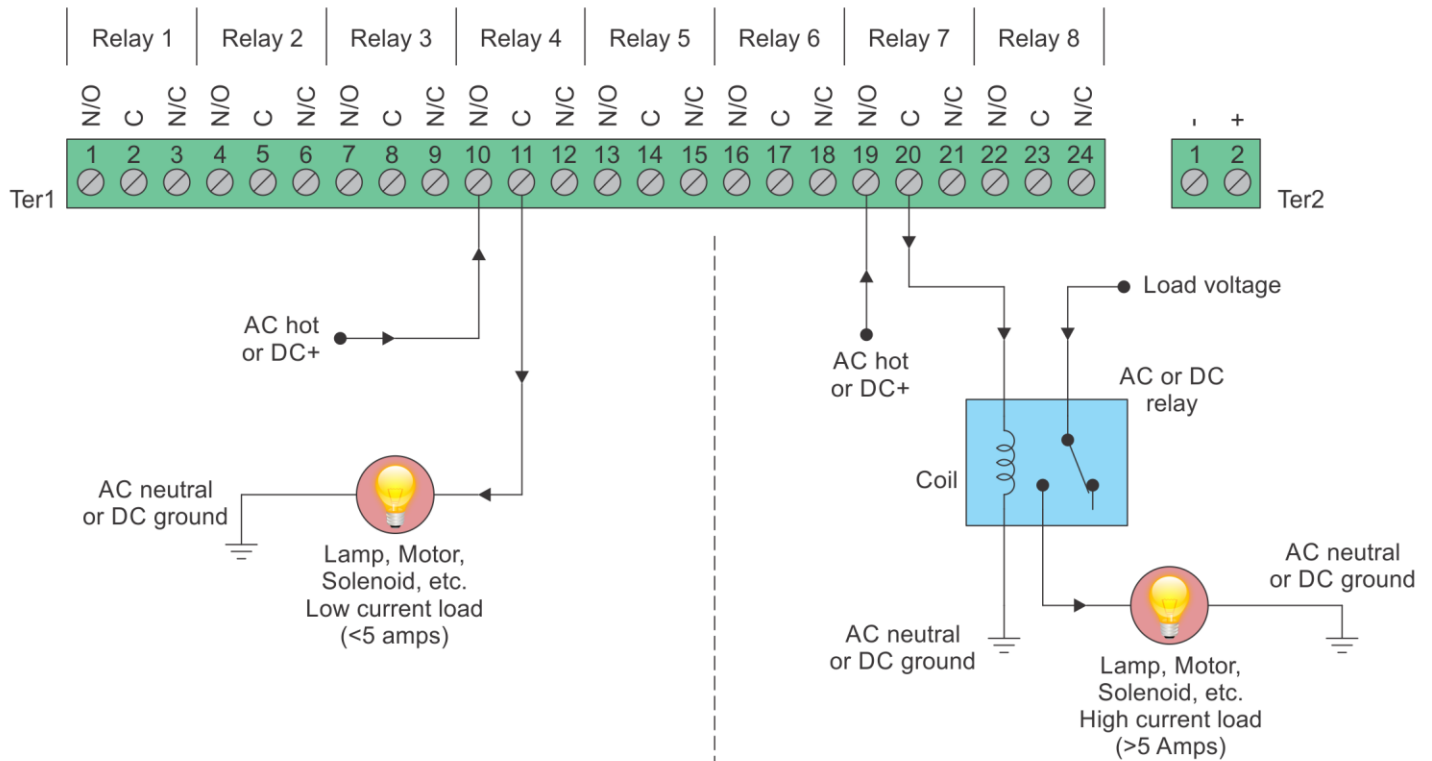 Relay 1 Relay 2 Relay 3 Relay 4 Relay 5 Relay 6 Relay 7 Relay 8
N/O C N/C N/O C N/C N/O C N/C N/O C N/C N/O C N/C N/O C N/C N/O C N/C N/O C N/C - +
1 2 3 4 5 6 7 8 9 10 11 12 13 14 15 16 17 18 19 20 21 22 23 24 1 2
Ter1
Ter2
AC hot
or DC+
AC neutral
or DC ground
Lamp, Motor,
Solenoid, etc.
Low current load
(<5 amps)
AC hot
or DC+
Load voltage
AC or DC
relay
Coil
AC neutral
or DC ground
AC neutral
or DC ground
Lamp, Motor,
Solenoid, etc.
High current load
(>5 Amps)